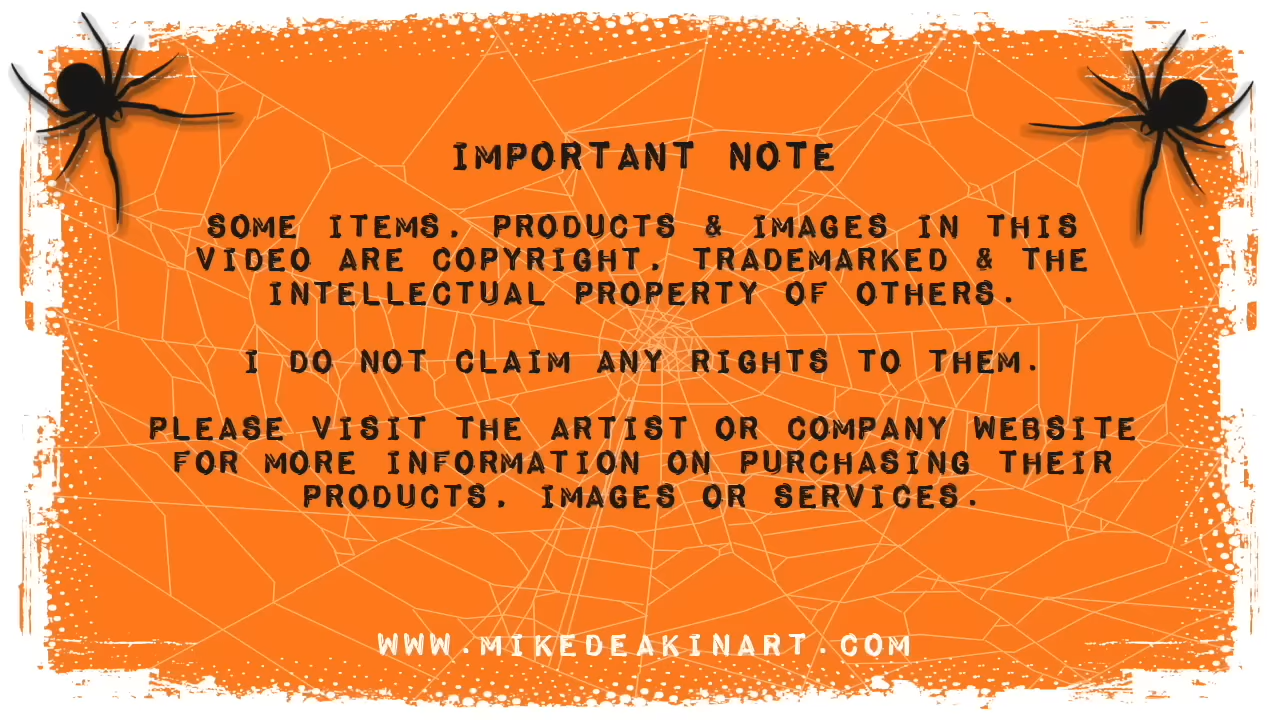 IMPORTANT NOTE
SOME ITEMS, PRODUCTS & IMAGES IN THIS
VIDEO ARE COPYRIGHT, TRADEMARKED & THE
INTELLECTUAL PROPERTY OF OTHERS.
I DO NOT CLAIM ANY RIGHTS TO THEM.
PLEASE VISIT THE ARTIST OR COMPANY WEBSITE
FOR MORE INFORMATION ON PURCHASING THEIR
PRODUCTS, IMAGES OR SERVICES.
WWW.MIKEDEAKINART.COM